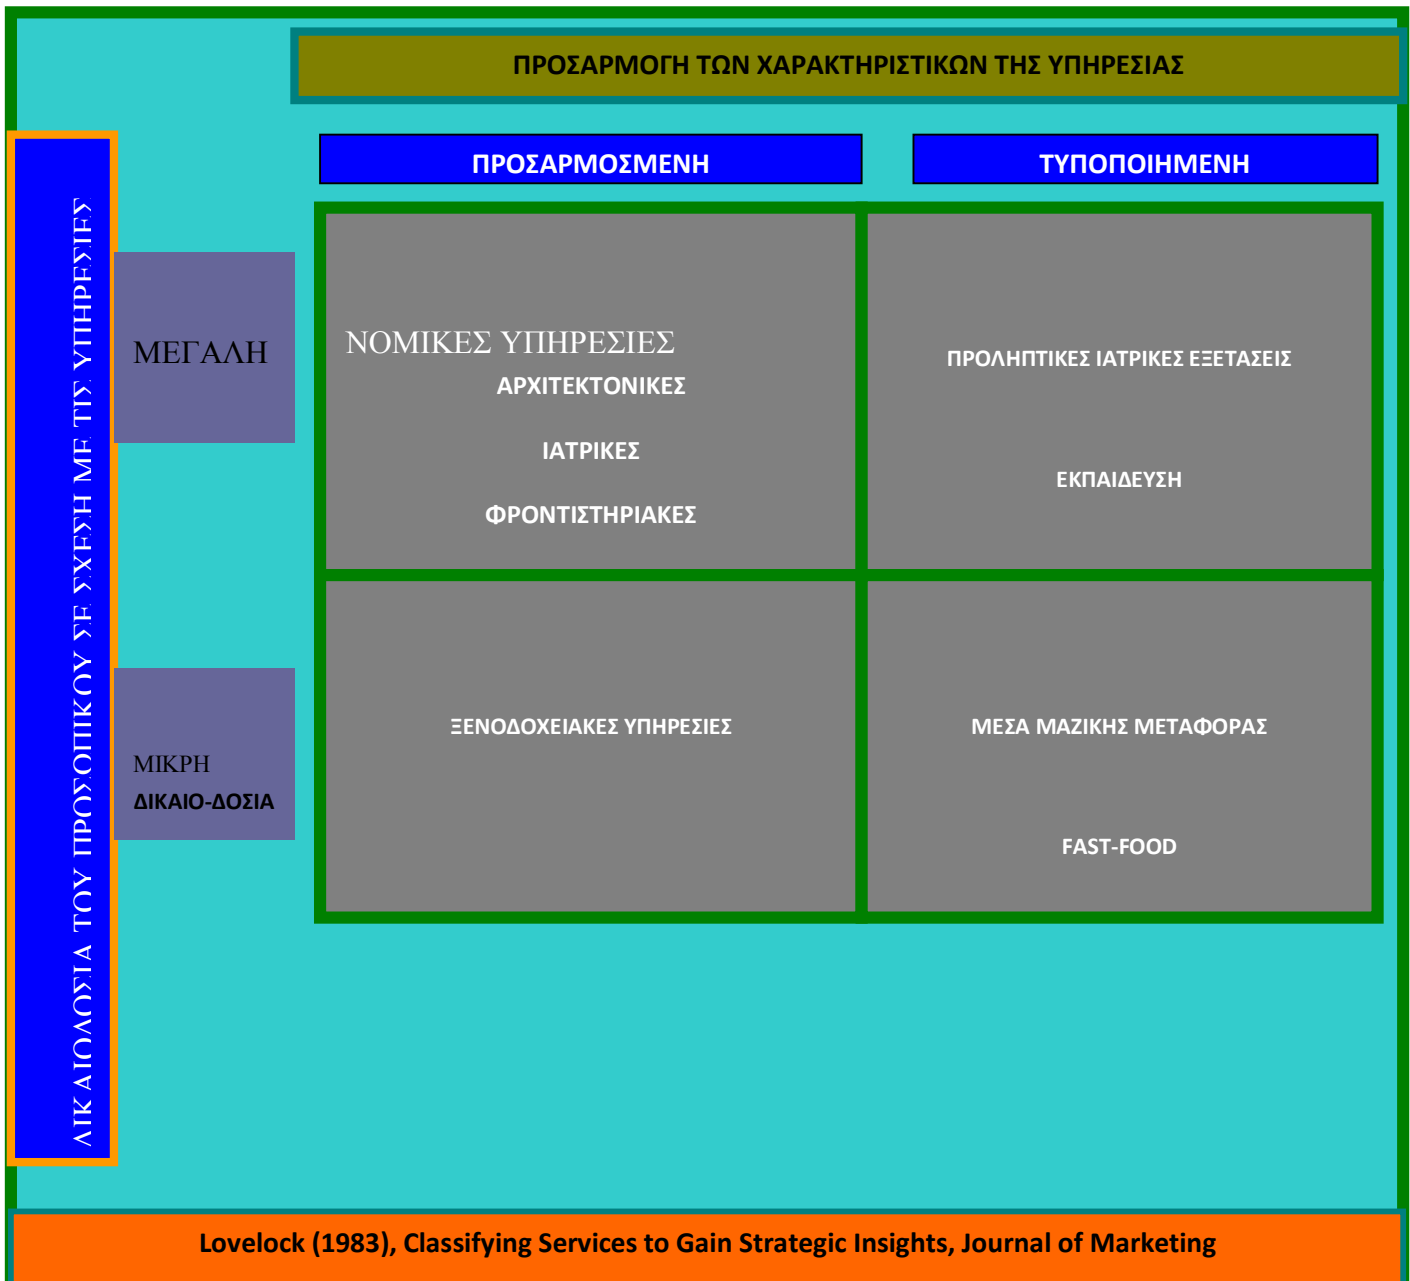 ΠΡΟΣΑΡΜΟΓΗ ΤΩΝ ΧΑΡΑΚΤΗΡΙΣΤΙΚΩΝ ΤΗΣ ΥΠΗΡΕΣΙΑΣ
ΔΙΚΑΙΟΔΟΣΙΑ ΤΟΥ ΠΡΟΣΟΠΙΚΟΥ ΣΕ ΣΧΕΣΗ ΜΕ ΤΙΣ ΥΠΗΡΕΣΙΕΣ
ΠΡΟΣΑΡΜΟΣΜΕΝΗ
ΤΥΠΟΠΟΙΗΜΕΝΗ
ΜΕΓΑΛΗ
ΝΟΜΙΚΕΣ ΥΠΗΡΕΣΙΕΣ
ΑΡΧΙΤΕΚΤΟΝΙΚΕΣ
ΙΑΤΡΙΚΕΣ
ΦΡΟΝΤΙΣΤΗΡΙΑΚΕΣ
ΠΡΟΛΗΠΤΙΚΕΣ ΙΑΤΡΙΚΕΣ ΕΞΕΤΑΣΕΙΣ
ΕΚΠΑΙΔΕΥΣΗ
ΜΙΚΡΗ
ΔΙΚΑΙΟ-ΔΟΣΙΑ
ΞΕΝΟΔΟΧΕΙΑΚΕΣ ΥΠΗΡΕΣΙΕΣ
ΜΕΣΑ ΜΑΖΙΚΗΣ ΜΕΤΑΦΟΡΑΣ
FAST-FOOD
Lovelock (1983), Classifying Services to Gain Strategic Insights, Journal of Marketing